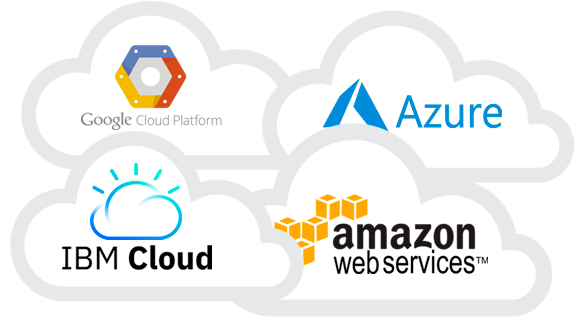 Google Cloud Platform
Azure
IBM Cloud
amazon
webservices™